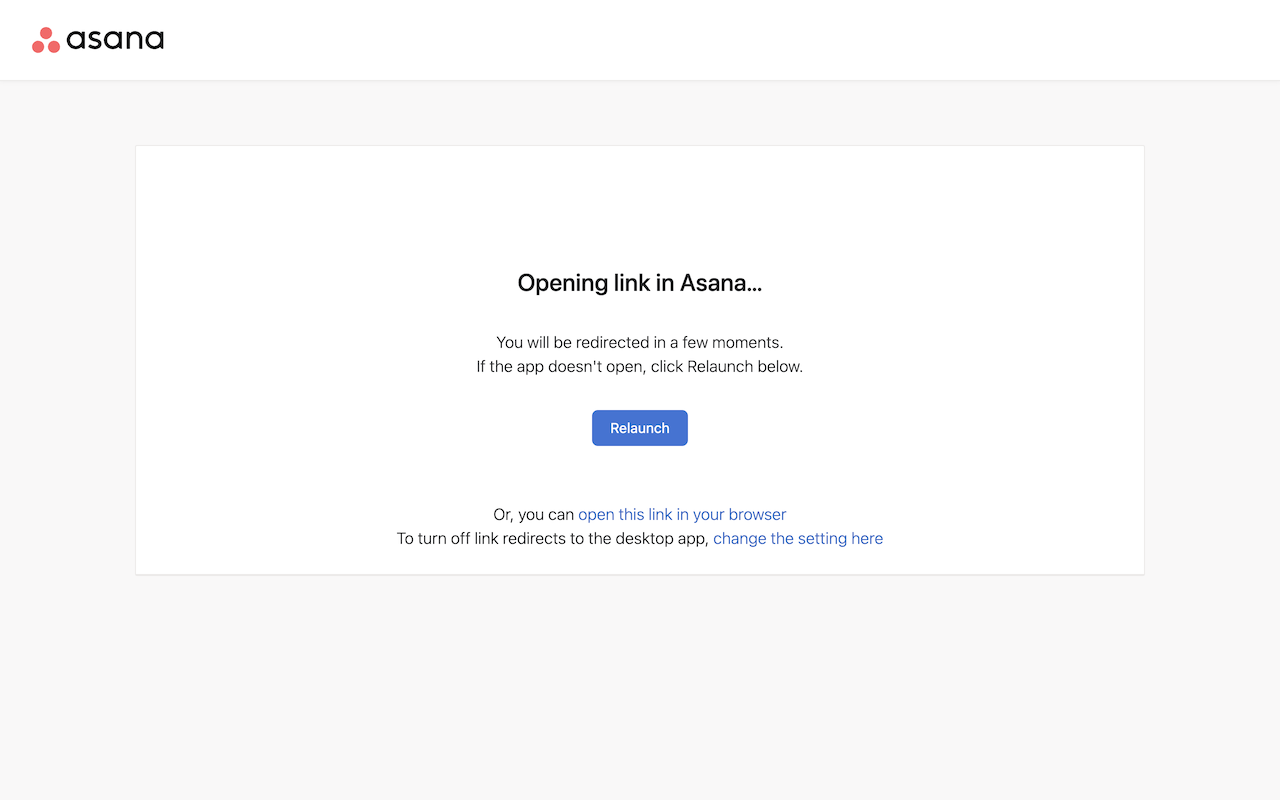 asana
Opening link in Asana...
You will be redirected in a few moments.
If the app doesn't open, click Relaunch below.
Relaunch
Or, you can open this link in your browser
To turn off link redirects to the desktop app, change the setting here